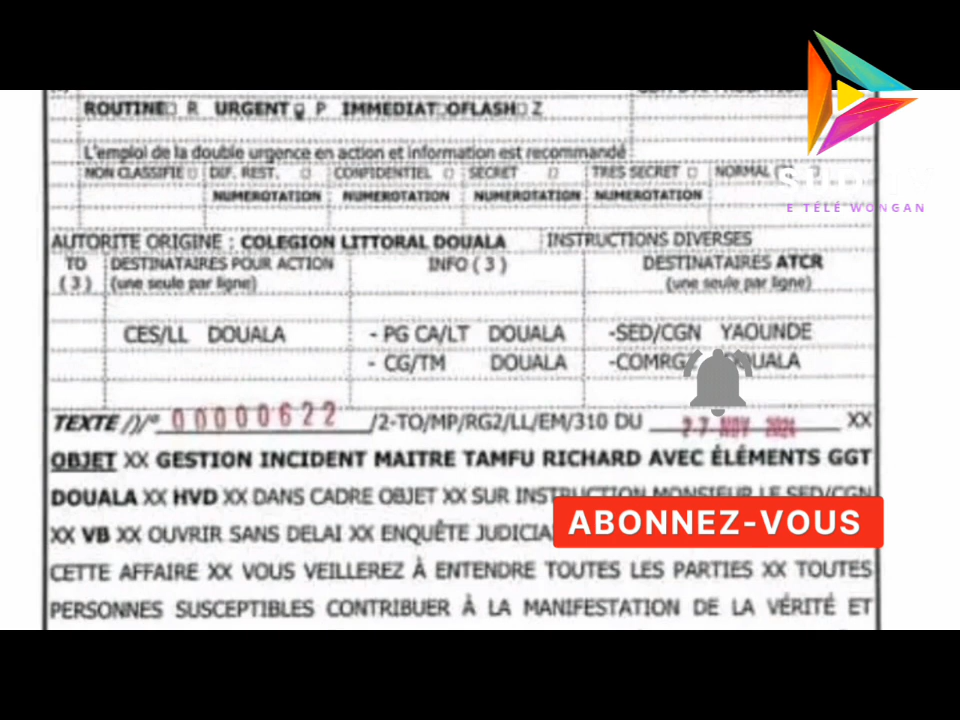 ROUTINE □ R URGENT □ P IMMEDIAT □ O FLASH □ Z
L'emploi de la double urgence en action et information est recommandé
NON CLASSIFIE □ DIF. REST. □ CONFIDENTIEL □ SECRET □ TRES SECRET □ NORMAL
NUMEROTATION NUMEROTATION NUMEROTATION NUMEROTATION
E TÉLÉ WONGAN
AUTORITE ORIGINE : COLEGION LITTORAL DOUALA INSTRUCTIONS DIVERSES
TO DESTINATAIRES POUR ACTION INFO ( 3 ) DESTINATAIRES ATCR
( 3 ) (une seule par ligne) (une seule par ligne)
CES/LL DOUALA - PG CA/LT DOUALA -SED/CGN YAOUNDE
- CG/TM DOUALA -COMRG2 DOUALA
TEXTE /)/N° 00000622 /2-TO/MP/RG2/LL/EM/310 DU 27 NOV 2024 XX
OBJET XX GESTION INCIDENT MAITRE TAMFU RICHARD AVEC ÉLÉMENTS GGT
DOUALA XX HVD XX DANS CADRE OBJET XX SUR INSTRUCTION MONSIEUR LE SED/CGN
XX VB XX OUVRIR SANS DELAI XX ENQUÊTE JUDICIA
ABONNEZ-VOUS
CETTE AFFAIRE XX VOUS VEILLEREZ À ENTENDRE TOUTES LES PARTIES XX TOUTES
PERSONNES SUSCEPTIBLES CONTRIBUER À LA MANIFESTATION DE LA VÉRITÉ ET